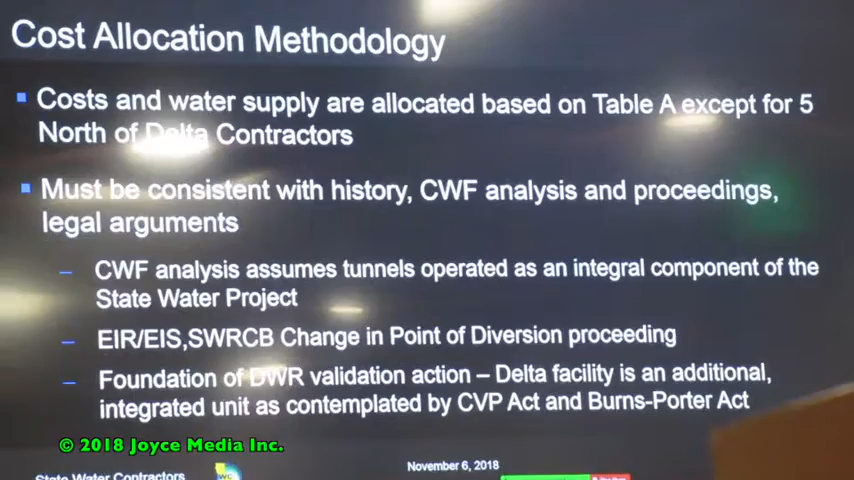 Cost Allocation Methodology
Costs and water supply are allocated based on Table A except for 5
North of Delta Contractors
Must be consistent with history, CWF analysis and proceedings,
legal arguments
– CWF analysis assumes tunnels operated as an integral component of the
State Water Project
– EIR/EIS,SWRCB Change in Point of Diversion proceeding
– Foundation of DWR validation action – Delta facility is an additional,
integrated unit as contemplated by CVP Act and Burns-Porter Act
© 2018 Joyce Media Inc.
November 6, 2018
State Water Contractors